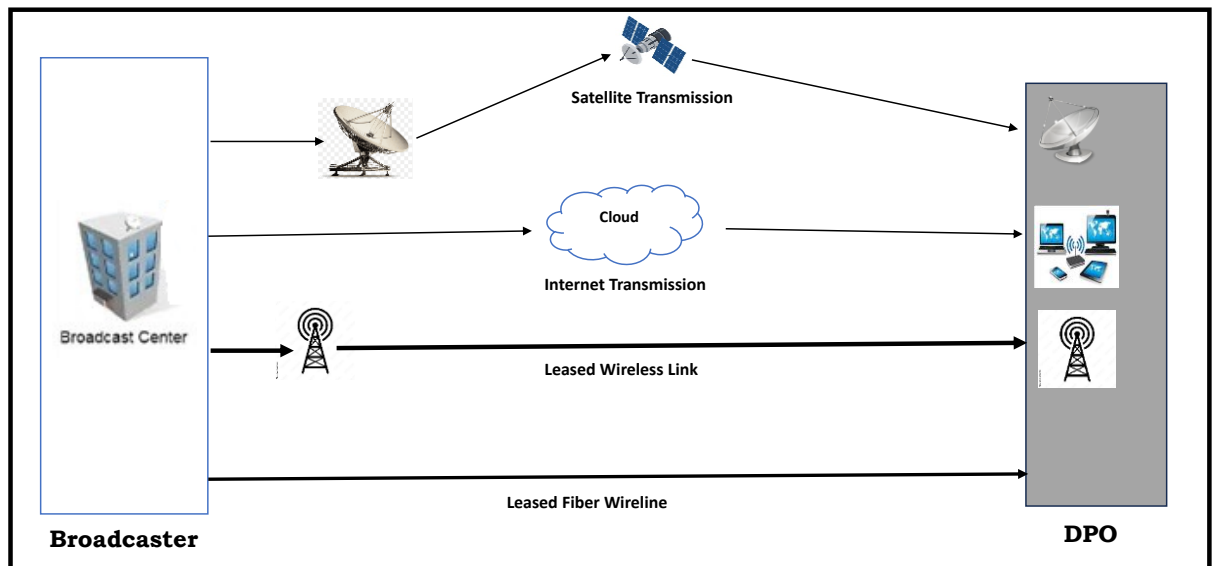 Satellite Transmission
Cloud
Internet Transmission
Broadcast Center
Leased Wireless Link
Leased Fiber Wireline
Broadcaster
DPO